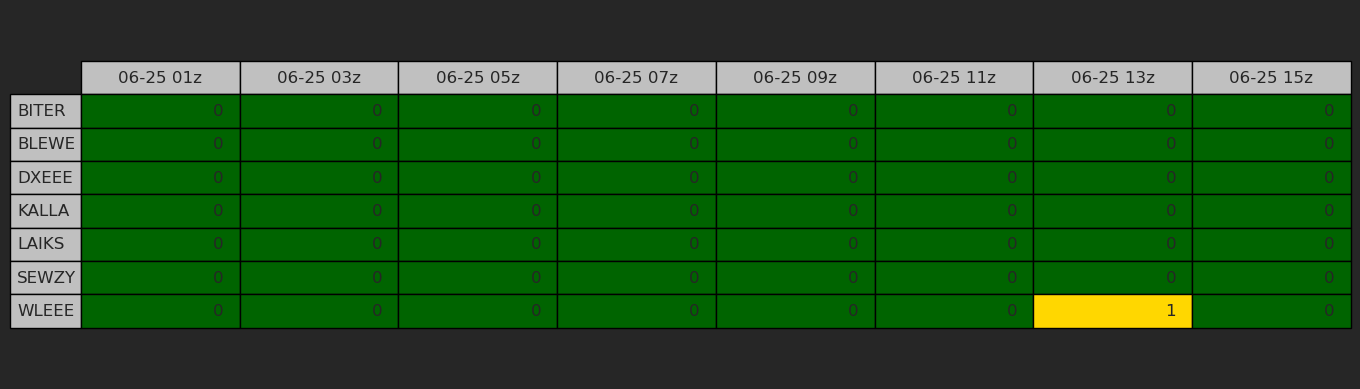 06-25 01z 06-25 03z 06-25 05z 06-25 07z 06-25 09z 06-25 11z 06-25 13z 06-25 15z
BITER 0 0 0 0 0 0 0 0
BLEWE 0 0 0 0 0 0 0 0
DXEEE 0 0 0 0 0 0 0 0
KALLA 0 0 0 0 0 0 0 0
LAIKS 0 0 0 0 0 0 0 0
SEWZY 0 0 0 0 0 0 0 0
WLEEE 0 0 0 0 0 0 1 0